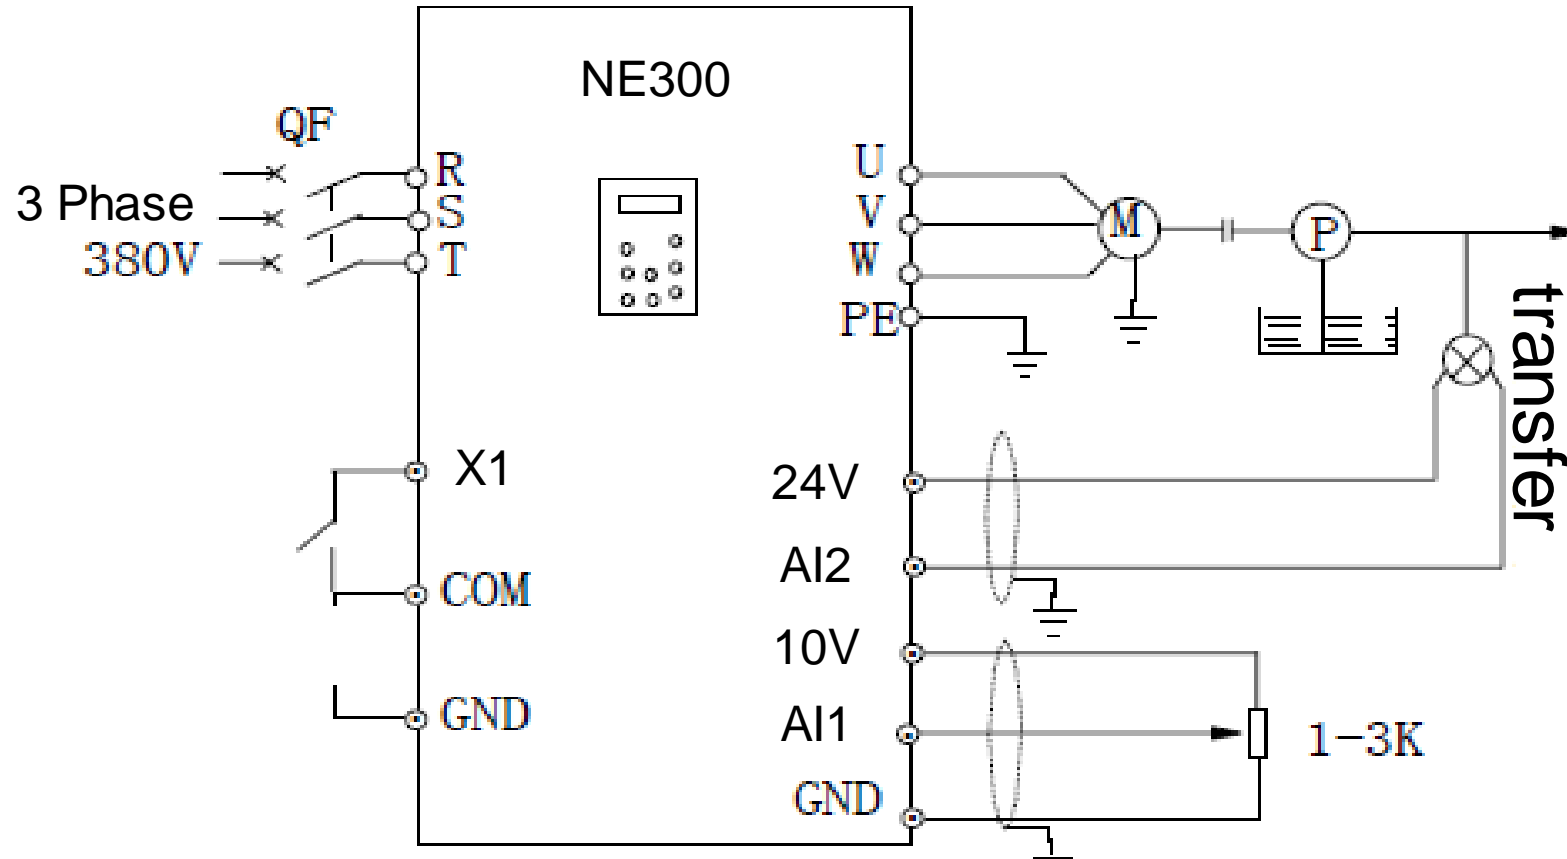 NE300
QF
3 Phase
380V
R
S
T
U
V
W
PE
M
P
transfer
X1
COM
GND
24V
AI2
10V
AI1
GND
1-3K